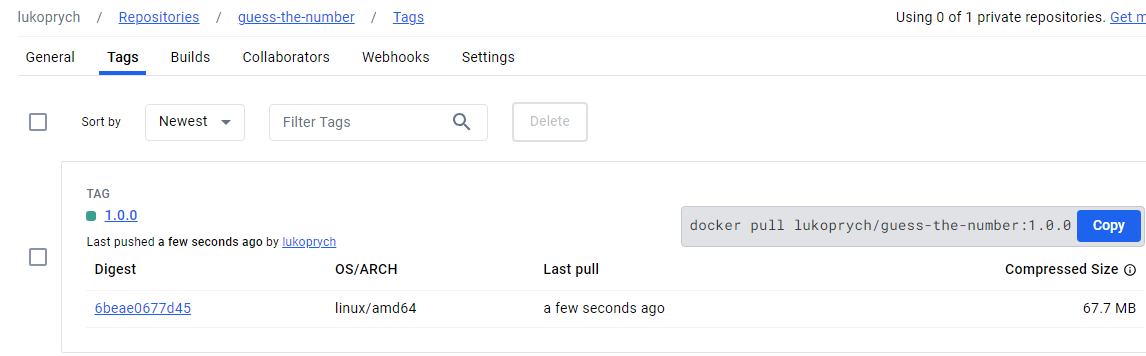 lukoprych / Repositories / guess-the-number / Tags
Using 0 of 1 private repositories. Get
General Tags Builds Collaborators Webhooks Settings
Sort by Newest Filter Tags Delete
TAG
1.0.0
docker pull lukoprych/guess-the-number:1.0.0 Copy
Last pushed a few seconds ago by lukoprych
Digest OS/ARCH Last pull Compressed Size
6beae0677d45 linux/amd64 a few seconds ago 67.7 MB